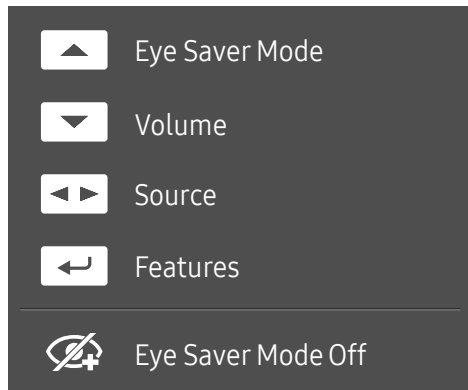 Eye Saver Mode
Volume
Source
Features
Eye Saver Mode Off